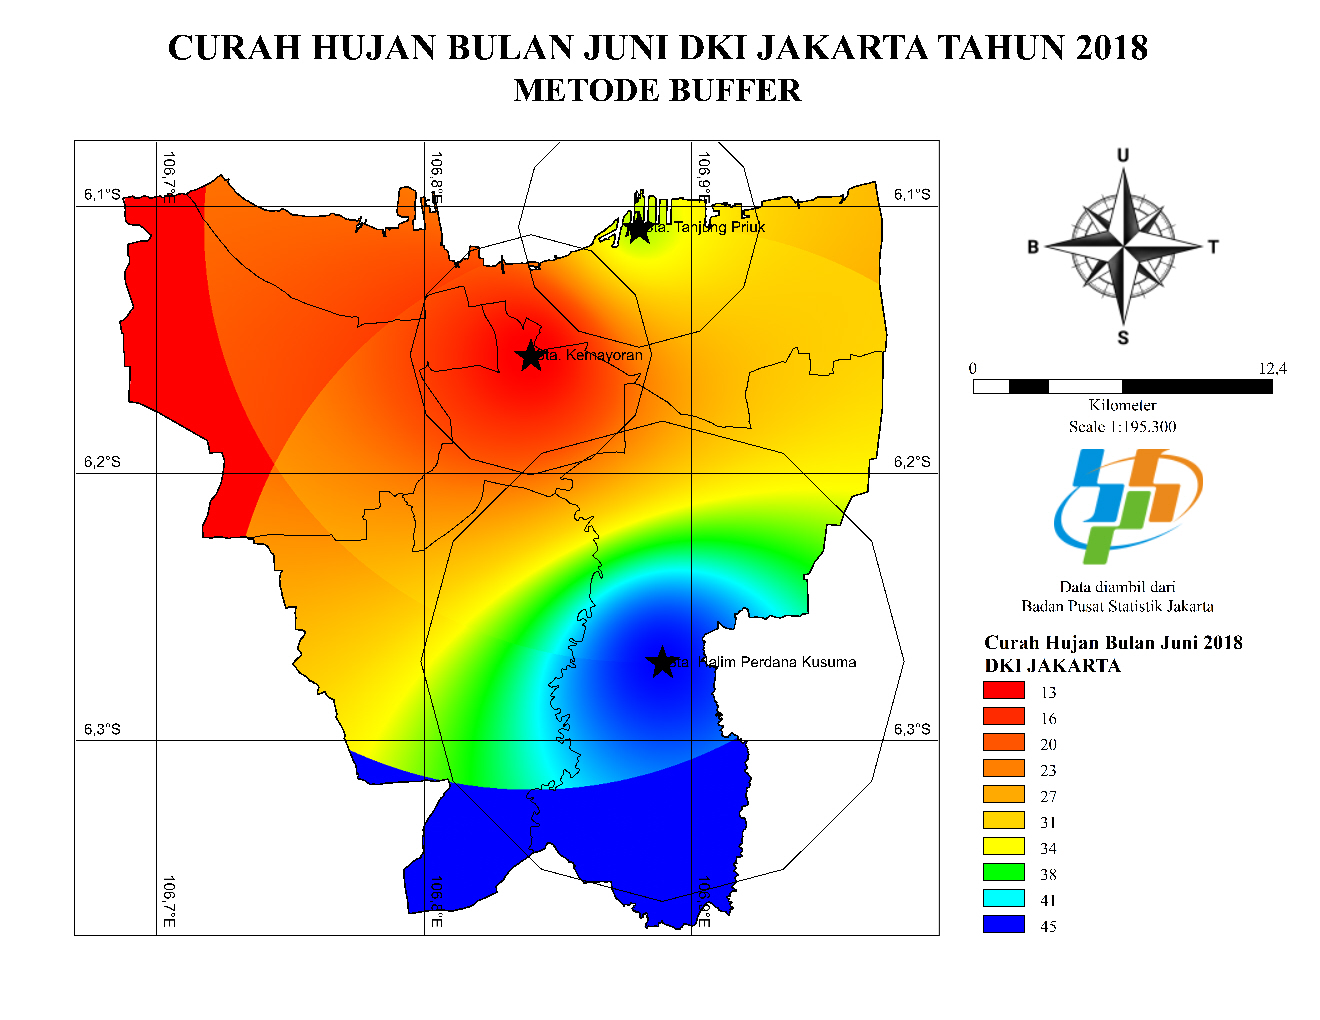 CURAH HUJAN BULAN JUNI DKI JAKARTA TAHUN 2018
METODE BUFFER
106,7°E
106,8°E
106,9°E
6,1°S
6,1°S
Sta. Tanjung Priuk
Sta. Kemayoran
6,2°S
6,2°S
Sta. Halim Perdana Kusuma
6,3°S
6,3°S
106,7°E
106,8°E
106,9°E
U
B
T
S
0
12,4
Kilometer
Scale 1:195.300
Data diambil dari
Badan Pusat Statistik Jakarta
Curah Hujan Bulan Juni 2018
DKI JAKARTA
13
16
20
23
27
31
34
38
41
45